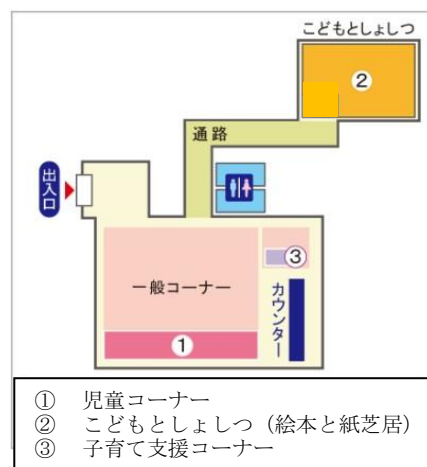 こどもとしょしつ
②
通路
出入口
③
一般コーナー
カウンター
①
① 児童コーナー
② こどもとしょしつ（絵本と紙芝居）
③ 子育て支援コーナー